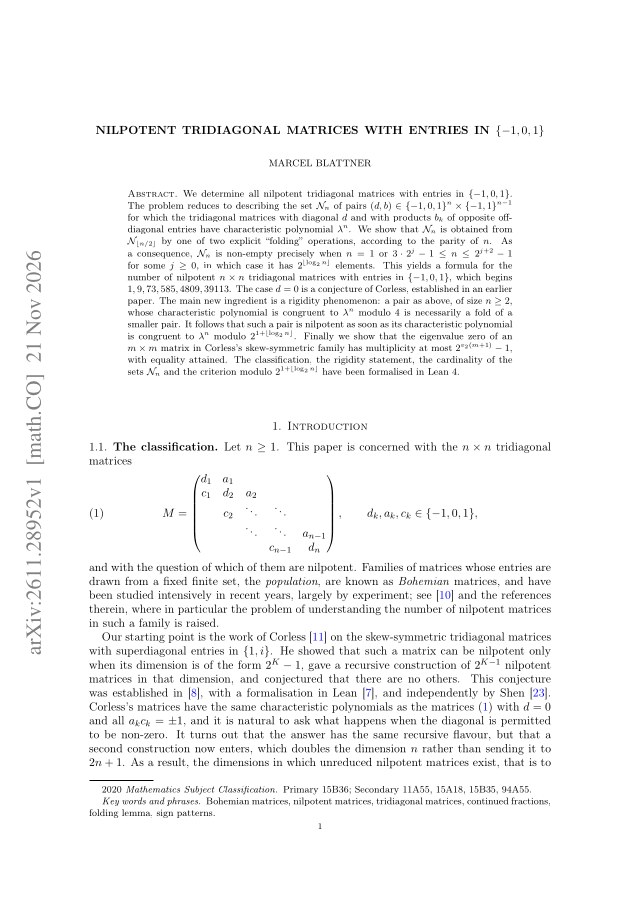 NILPOTENT TRIDIAGONAL MATRICES WITH ENTRIES IN {−1, 0, 1}
MARCEL BLATTNER
ABSTRACT. We determine all nilpotent tridiagonal matrices with entries in {−1, 0, 1}.
The problem reduces to describing the set 𝒩ₙ of pairs (d, b) ∈ {−1, 0, 1}ⁿ × {−1, 1}ⁿ⁻¹
for which the tridiagonal matrices with diagonal d and with products bₖ of opposite off-
diagonal entries have characteristic polynomial λⁿ. We show that 𝒩ₙ is obtained from
𝒩_{⌊n/2⌋} by one of two explicit “folding” operations, according to the parity of n. As
a consequence, 𝒩ₙ is non-empty precisely when n = 1 or 3 · 2ʲ − 1 ≤ n ≤ 2ʲ⁺² − 1
for some j ≥ 0, in which case it has 2^{⌊log₂ n⌋} elements. This yields a formula for the
number of nilpotent n × n tridiagonal matrices with entries in {−1, 0, 1}, which begins
1, 9, 73, 585, 4809, 39113. The case d = 0 is a conjecture of Corless, established in an earlier
paper. The main new ingredient is a rigidity phenomenon: a pair as above, of size n ≥ 2,
whose characteristic polynomial is congruent to λⁿ modulo 4 is necessarily a fold of a
smaller pair. It follows that such a pair is nilpotent as soon as its characteristic polynomial
is congruent to λⁿ modulo 2^{1+⌊log₂ n⌋}. Finally we show that the eigenvalue zero of an
m × m matrix in Corless’s skew-symmetric family has multiplicity at most 2^{v₂(m+1)} − 1,
with equality attained. The classification, the rigidity statement, the cardinality of the
sets 𝒩ₙ and the criterion modulo 2^{1+⌊log₂ n⌋} have been formalised in Lean 4.
1. INTRODUCTION
1.1. The classification. Let n ≥ 1. This paper is concerned with the n × n tridiagonal
matrices
(1) M = ( d₁ a₁
c₁ d₂ a₂
c₂ ⋱ ⋱
⋱ ⋱ aₙ₋₁
cₙ₋₁ dₙ ), dₖ, aₖ, cₖ ∈ {−1, 0, 1},
and with the question of which of them are nilpotent. Families of matrices whose entries are
drawn from a fixed finite set, the population, are known as Bohemian matrices, and have
been studied intensively in recent years, largely by experiment; see [10] and the references
therein, where in particular the problem of understanding the number of nilpotent matrices
in such a family is raised.
Our starting point is the work of Corless [11] on the skew-symmetric tridiagonal matrices
with superdiagonal entries in {1, i}. He showed that such a matrix can be nilpotent only
when its dimension is of the form 2ᴷ − 1, gave a recursive construction of 2ᴷ⁻¹ nilpotent
matrices in that dimension, and conjectured that there are no others. This conjecture
was established in [8], with a formalisation in Lean [7], and independently by Shen [23].
Corless’s matrices have the same characteristic polynomials as the matrices (1) with d = 0
and all aₖcₖ = ±1, and it is natural to ask what happens when the diagonal is permitted
to be non-zero. It turns out that the answer has the same recursive flavour, but that a
second construction now enters, which doubles the dimension n rather than sending it to
2n + 1. As a result, the dimensions in which unreduced nilpotent matrices exist, that is to
2020 Mathematics Subject Classification. Primary 15B36; Secondary 11A55, 15A18, 15B35, 94A55.
Key words and phrases. Bohemian matrices, nilpotent matrices, tridiagonal matrices, continued fractions,
folding lemma, sign patterns.
1
arXiv:2611.28952v1 [math.CO] 21 Nov 2026